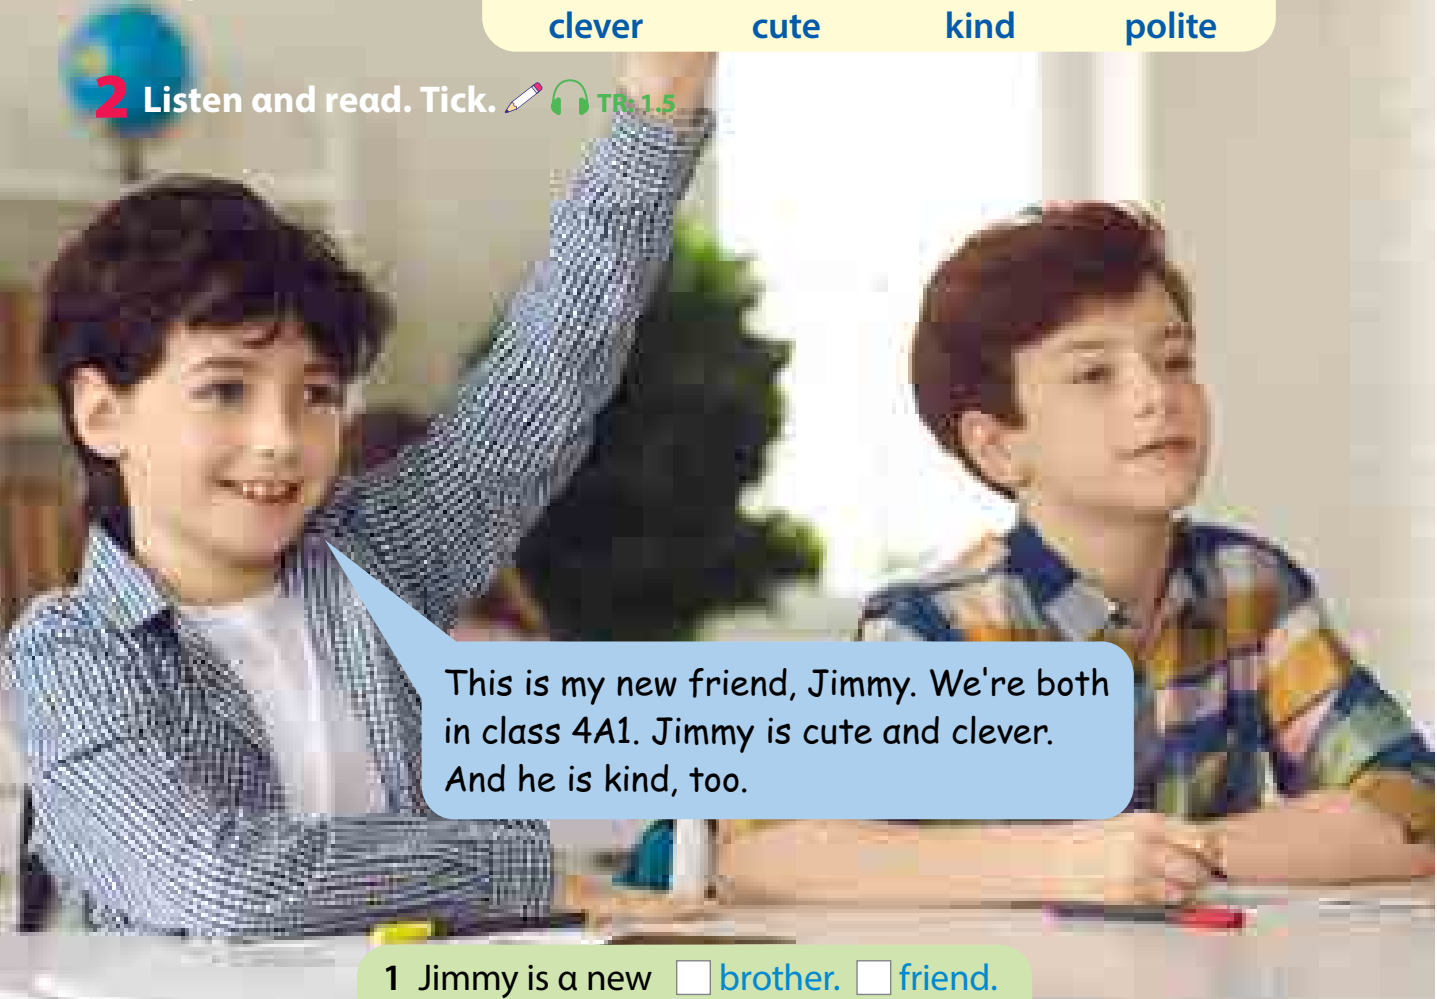 clever cute kind polite
2 Listen and read. Tick. TR: 1.5
This is my new friend, Jimmy. We're both
in class 4A1. Jimmy is cute and clever.
And he is kind, too.
1 Jimmy is a new brother. friend.